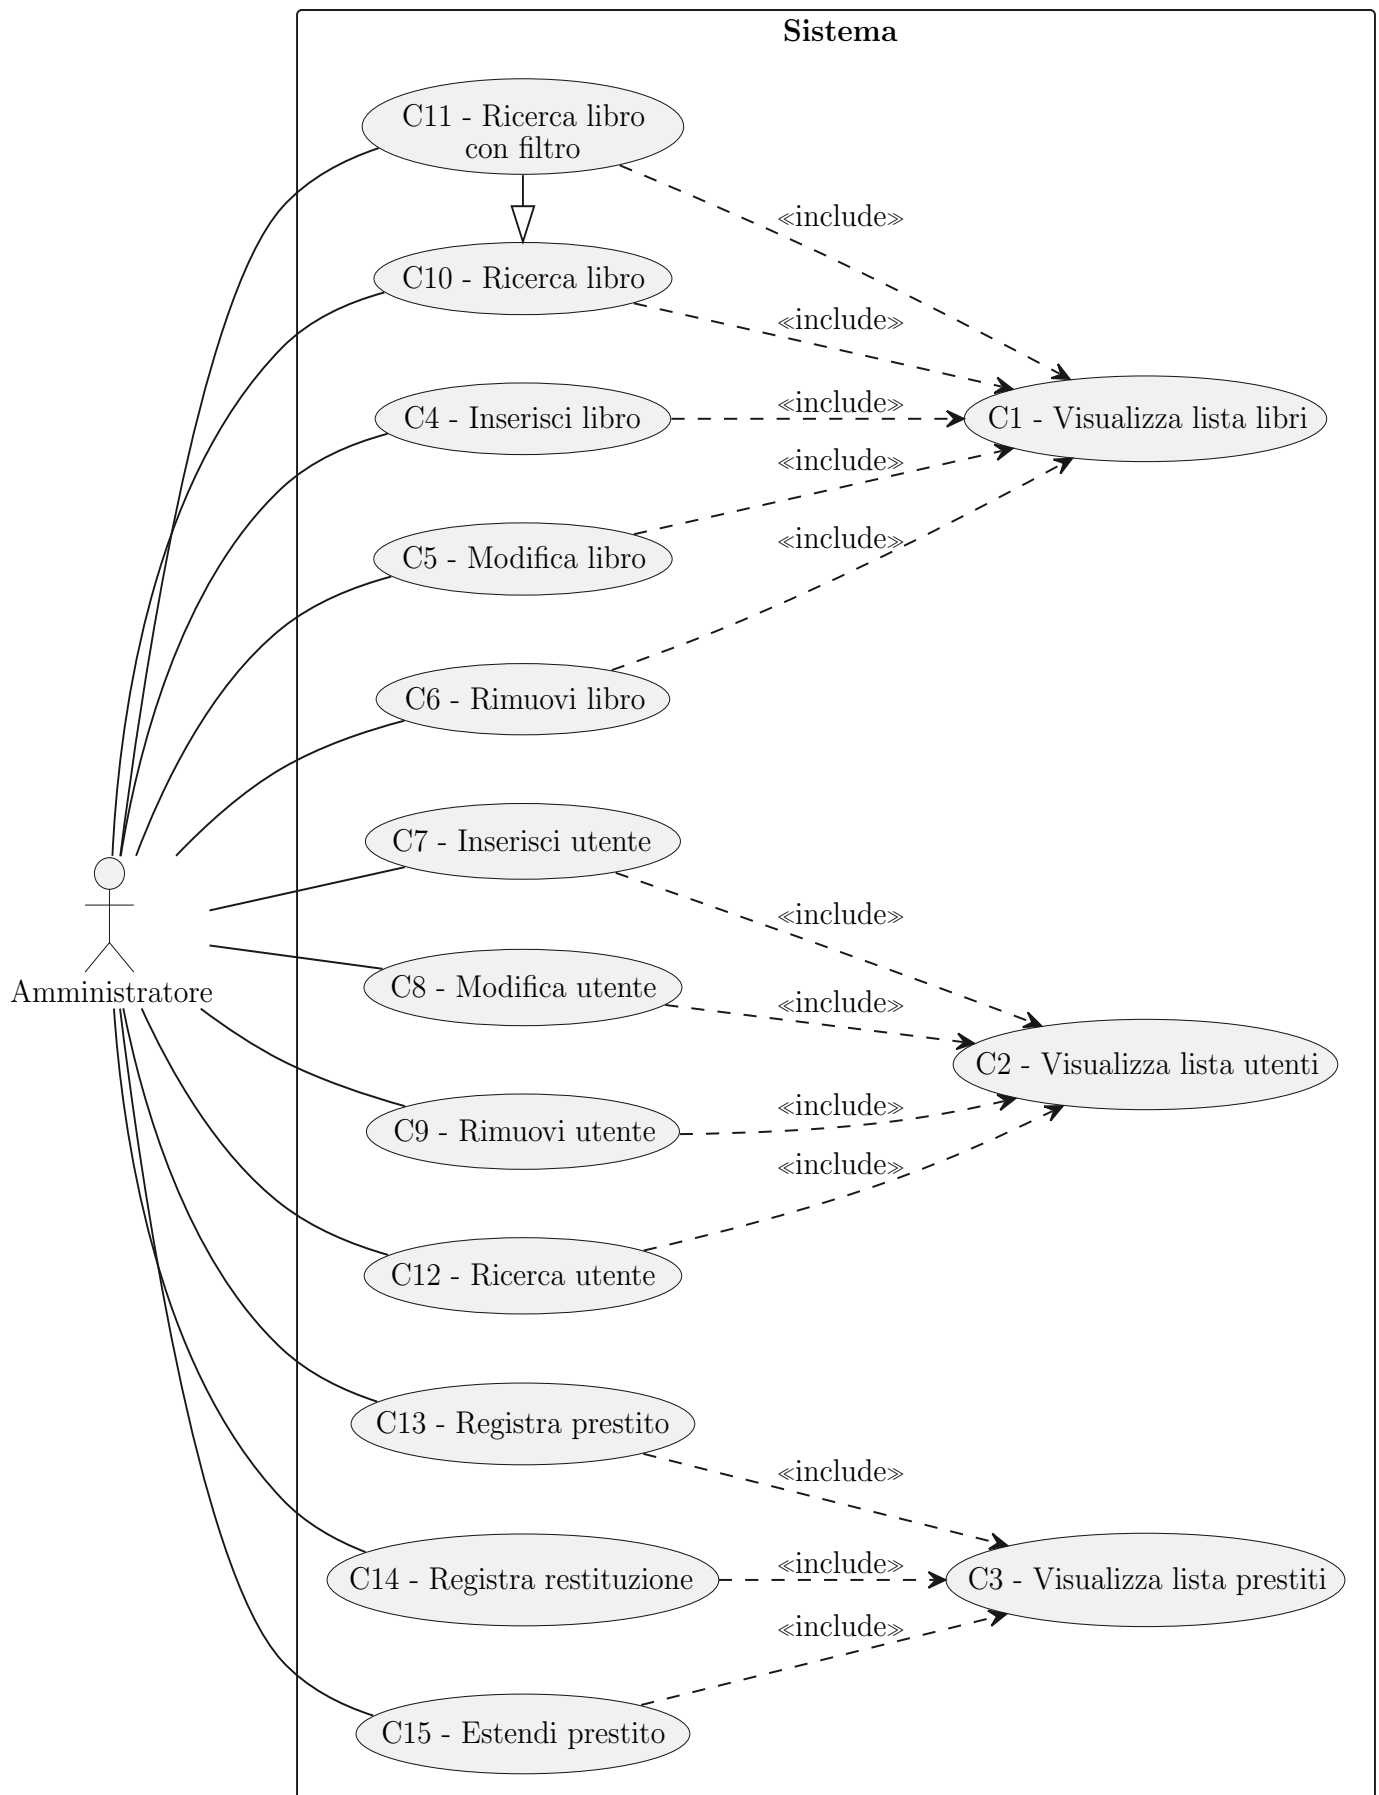 Sistema
C11 - Ricerca libro
con filtro
«include»
C10 - Ricerca libro
«include»
C4 - Inserisci libro
«include»
C1 - Visualizza lista libri
«include»
C5 - Modifica libro
«include»
C6 - Rimuovi libro
C7 - Inserisci utente
«include»
Amministratore
C8 - Modifica utente
«include»
C2 - Visualizza lista utenti
«include»
C9 - Rimuovi utente
«include»
C12 - Ricerca utente
C13 - Registra prestito
«include»
C14 - Registra restituzione
«include»
C3 - Visualizza lista prestiti
«include»
C15 - Estendi prestito